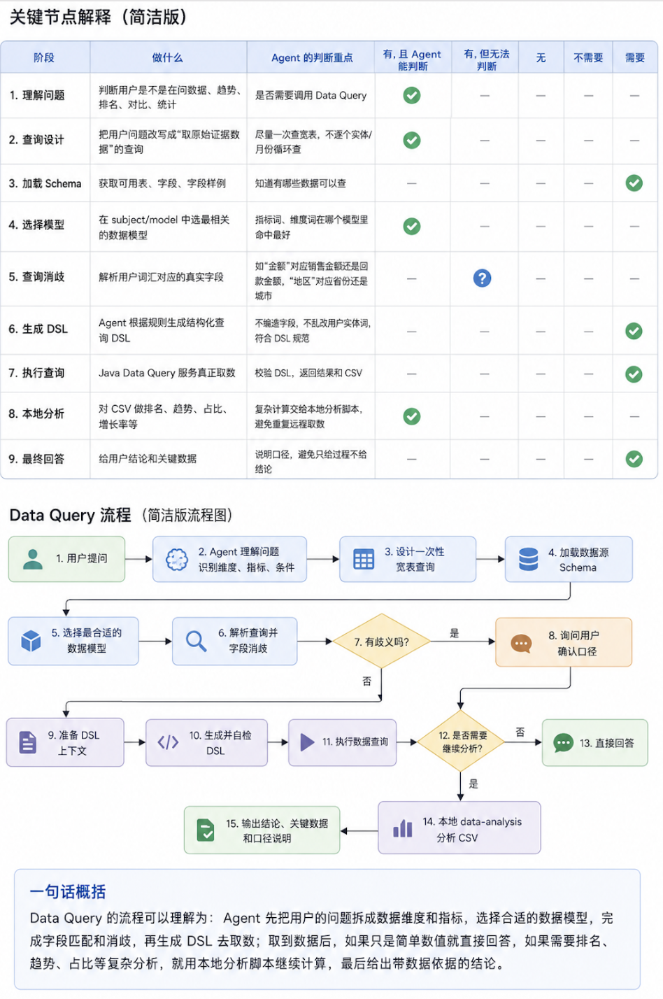 关键节点解释（简洁版）
阶段
做什么
Agent 的判断重点
有, 且 Agent
能判断
有, 但无法
判断
无
不需要
需要
1. 理解问题
判断用户是不是在问数据、趋势、
排名、对比、统计
是否需要调用 Data Query
— — — —
2. 查询设计
把用户问题改写成“取原始证据数
据”的查询
尽量一次查宽表，不逐个实体/
月份循环查
— — — —
3. 加载 Schema
获取可用表、字段、字段样例
知道有哪些数据可以查
— — — —
4. 选择模型
在 subject/model 中选最相关
的数据模型
指标词、维度词在哪个模型里
命中最好
— — — —
5. 查询消歧
解析用户词汇对应的真实字段
如“金额”对应销售金额还是回
款金额，“地区”对应省份还是
城市
— ? — — —
6. 生成 DSL
Agent 根据规则生成结构化查
询 DSL
不编造字段，不乱改用户实体词，
符合 DSL 规范
— — — —
7. 执行查询
Java Data Query 服务真正取数
校验 DSL，返回结果和 CSV
— — — —
8. 本地分析
对 CSV 做排名、趋势、占比、
增长率等
复杂计算交给本地分析脚本，
避免重复远程取数
— — — —
9. 最终回答
给用户结论和关键数据
说明口径，避免只给过程不给
结论
— — — —
Data Query 流程（简洁版流程图）
1. 用户提问
2. Agent 理解问题
识别维度、指标、条件
3. 设计一次性
宽表查询
4. 加载数据源
Schema
5. 选择最合适的
数据模型
6. 解析查询并
字段消歧
7. 有歧义吗?
是
8. 询问用户
确认口径
否
9. 准备 DSL
上下文
10. 生成并自检
DSL
11. 执行数据查询
12. 是否需要
继续分析?
否
13. 直接回答
是
14. 本地 data-analysis
分析 CSV
15. 输出结论、关键数据
和口径说明
一句话概括
Data Query 的流程可以理解为： Agent 先把用户的问题拆成数据维度和指标，选择合适的数据模型，完
成字段匹配和消歧，再生成 DSL 去取数；取到数据后，如果只是简单数值就直接回答，如果需要排名、
趋势、占比等复杂分析，就用本地分析脚本继续计算，最后给出带数据依据的结论。